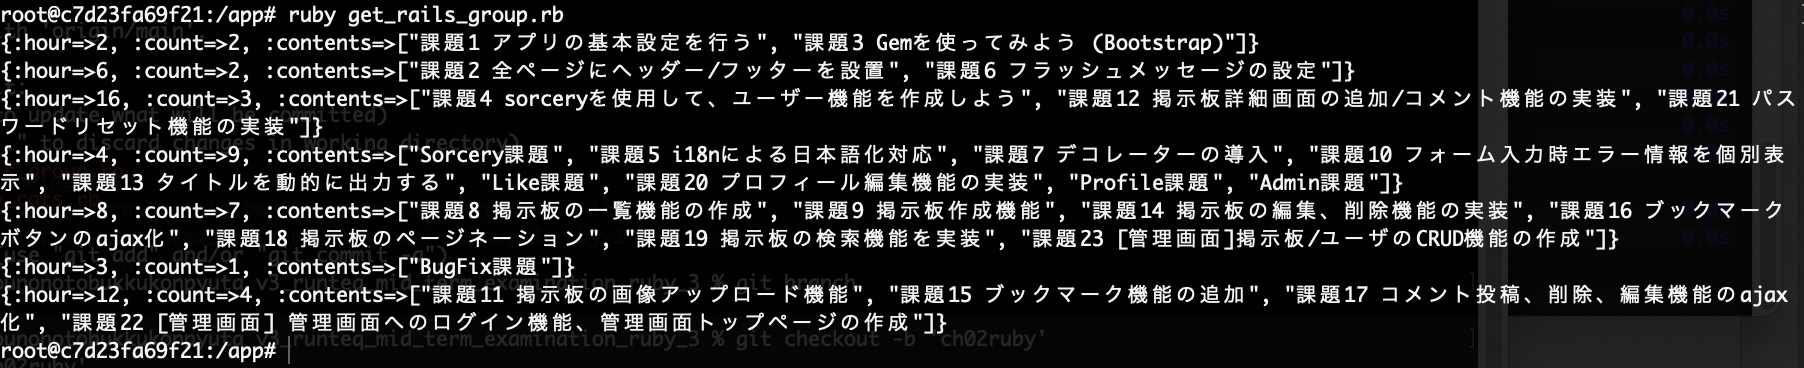 root@c7d23fa69f21:/app# ruby get_rails_group.rb
{:hour=>2, :count=>2, :contents=>["課題1 アプリの基本設定を行う", "課題3 Gemを使ってみよう (Bootstrap)"]}
{:hour=>6, :count=>2, :contents=>["課題2 全ページにヘッダー/フッターを設置", "課題6 フラッシュメッセージの設定"]}
{:hour=>16, :count=>3, :contents=>["課題4 sorceryを使用して、ユーザー機能を作成しよう", "課題12 掲示板詳細画面の追加/コメント機能の実装", "課題21 パス
ワードリセット機能の実装"]}
{:hour=>4, :count=>9, :contents=>["Sorcery課題", "課題5 i18nによる日本語化対応", "課題7 デコレーターの導入", "課題10 フォーム入力時エラー情報を個別表
示", "課題13 タイトルを動的に出力する", "Like課題", "課題20 プロフィール編集機能の実装", "Profile課題", "Admin課題"]}
{:hour=>8, :count=>7, :contents=>["課題8 掲示板の一覧機能の作成", "課題9 掲示板作成機能", "課題14 掲示板の編集、削除機能の実装", "課題16 ブックマーク
ボタンのajax化", "課題18 掲示板のページネーション", "課題19 掲示板の検索機能を実装", "課題23 [管理画面]掲示板/ユーザのCRUD機能の作成"]}
{:hour=>3, :count=>1, :contents=>["BugFix課題"]}
{:hour=>12, :count=>4, :contents=>["課題11 掲示板の画像アップロード機能", "課題15 ブックマーク機能の追加", "課題17 コメント投稿、削除、編集機能のajax
化", "課題22 [管理画面] 管理画面へのログイン機能、管理画面トップページの作成"]}
root@c7d23fa69f21:/app#